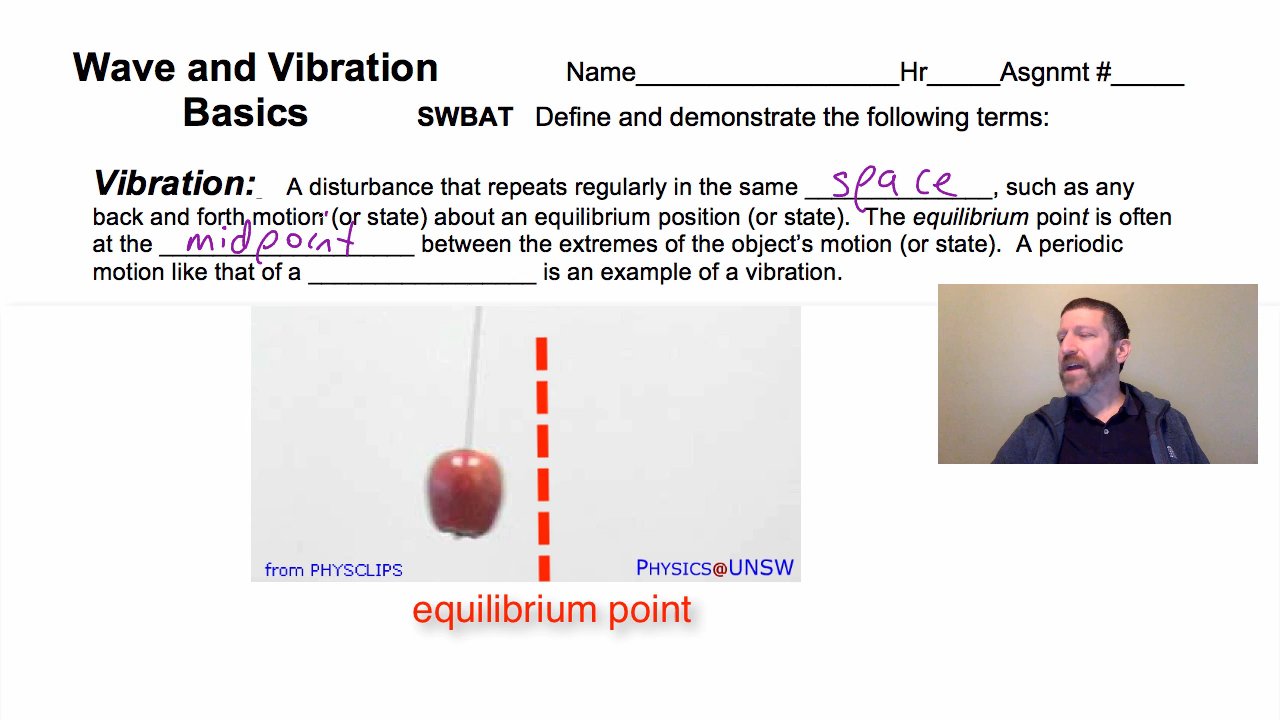 Wave and Vibration
Basics
Name__________________Hr_____Asgnmt #_____
SWBAT Define and demonstrate the following terms:
Vibration: A disturbance that repeats regularly in the same space, such as any
back and forth motion (or state) about an equilibrium position (or state). The equilibrium point is often
at the midpoint between the extremes of the object's motion (or state). A periodic
motion like that of a _________________ is an example of a vibration.
from PHYSCLIPS
PHYSICS@UNSW
equilibrium point